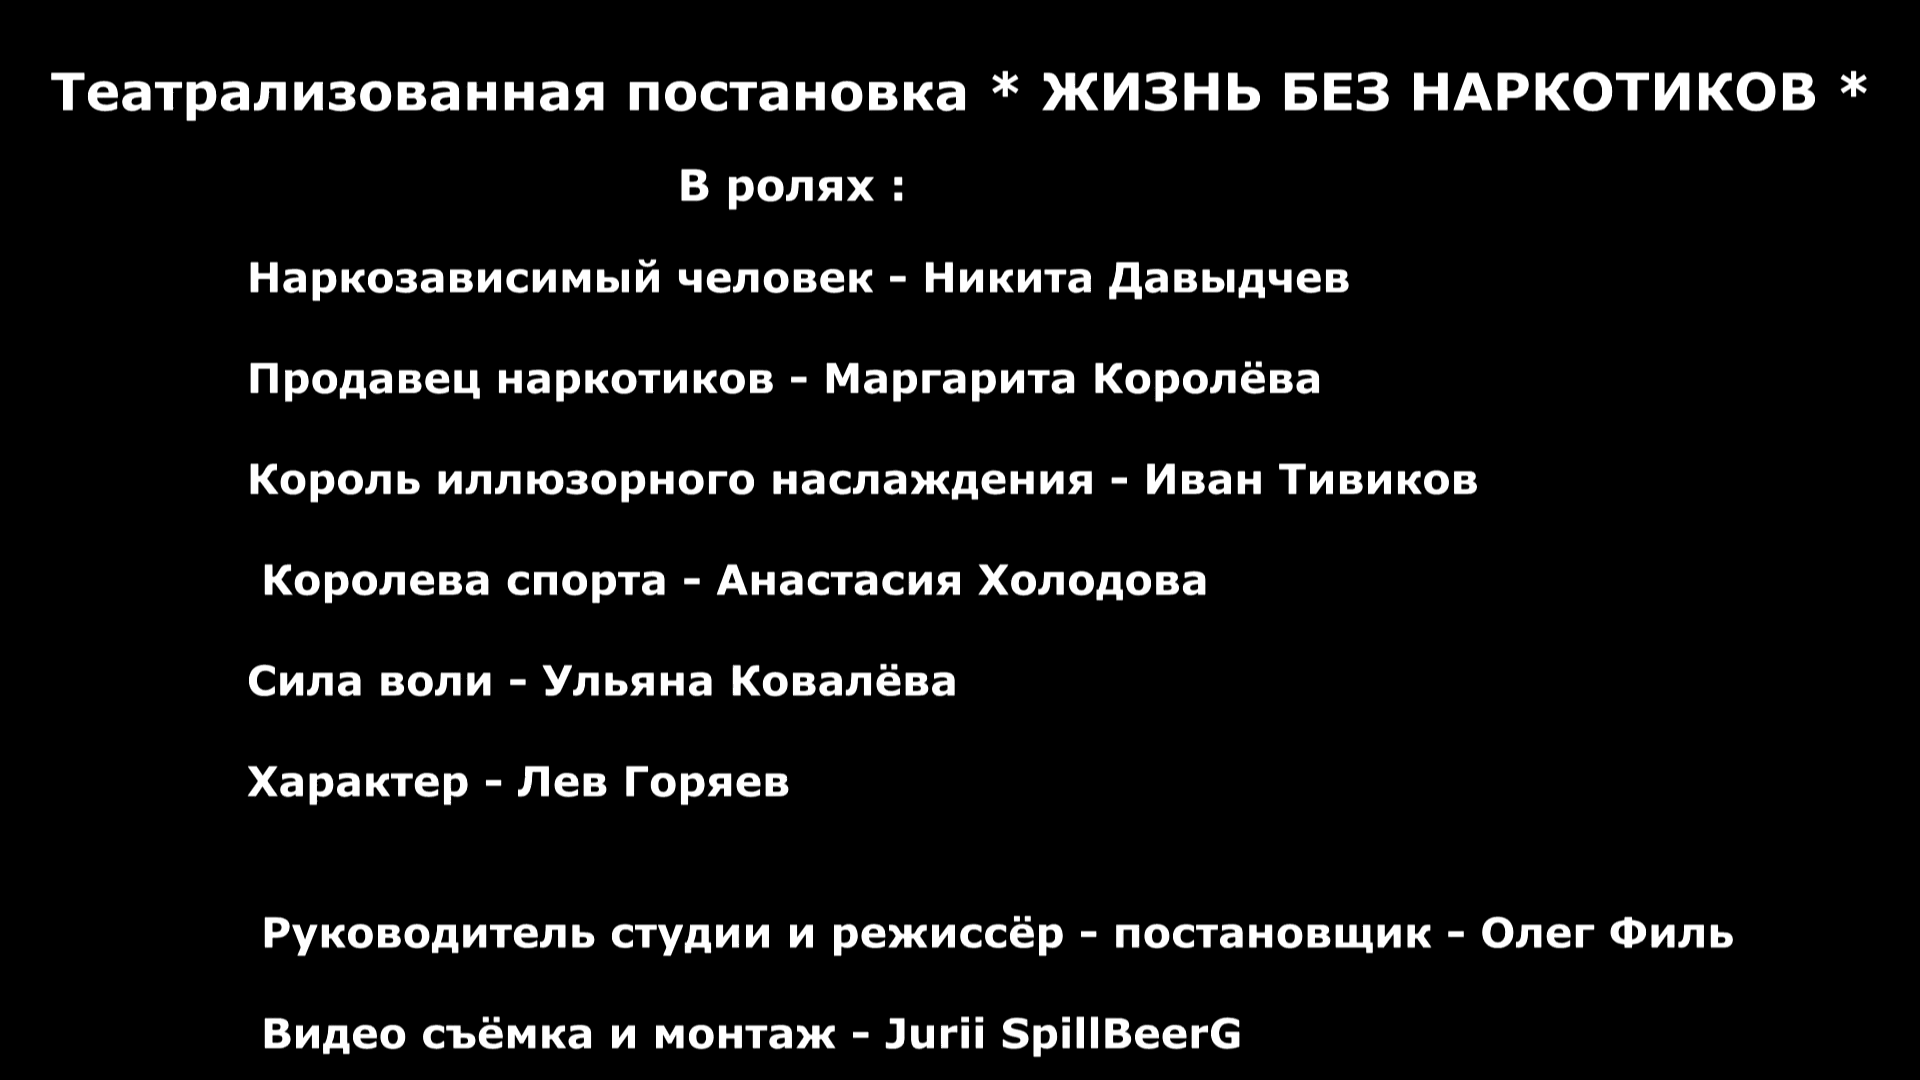 Театрализованная постановка * ЖИЗНЬ БЕЗ НАРКОТИКОВ *
В ролях :
Наркозависимый человек - Никита Давыдчев
Продавец наркотиков - Маргарита Королёва
Король иллюзорного наслаждения - Иван Тивиков
Королева спорта - Анастасия Холодова
Сила воли - Ульяна Ковалёва
Характер - Лев Горяев
Руководитель студии и режиссёр - постановщик - Олег Филь
Видео съёмка и монтаж - Jurii SpillBeerG